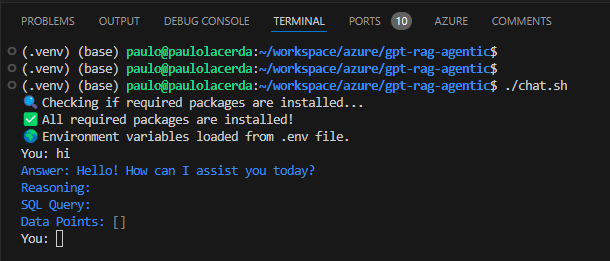 PROBLEMS OUTPUT DEBUG CONSOLE TERMINAL PORTS 10 AZURE COMMENTS
(.venv) (base) paulo@paulolacerda:~/workspace/azure/gpt-rag-agentic$
(.venv) (base) paulo@paulolacerda:~/workspace/azure/gpt-rag-agentic$
(.venv) (base) paulo@paulolacerda:~/workspace/azure/gpt-rag-agentic$ ./chat.sh
🔍 Checking if required packages are installed...
✅ All required packages are installed!
🌍 Environment variables loaded from .env file.
You: hi
Answer: Hello! How can I assist you today?
Reasoning:
SQL Query:
Data Points: []
You: